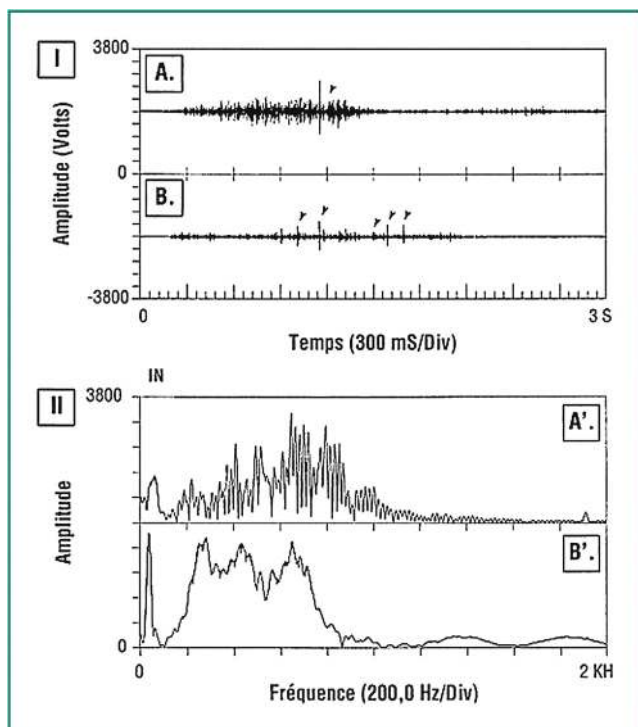 I
3800
A.
0
B.
-3800
Amplitude (Volts)
0
3 S
Temps (300 mS/Div)
IN
II
3800
A'.
B'.
0
Amplitude
0
2 KH
Fréquence (200,0 Hz/Div)